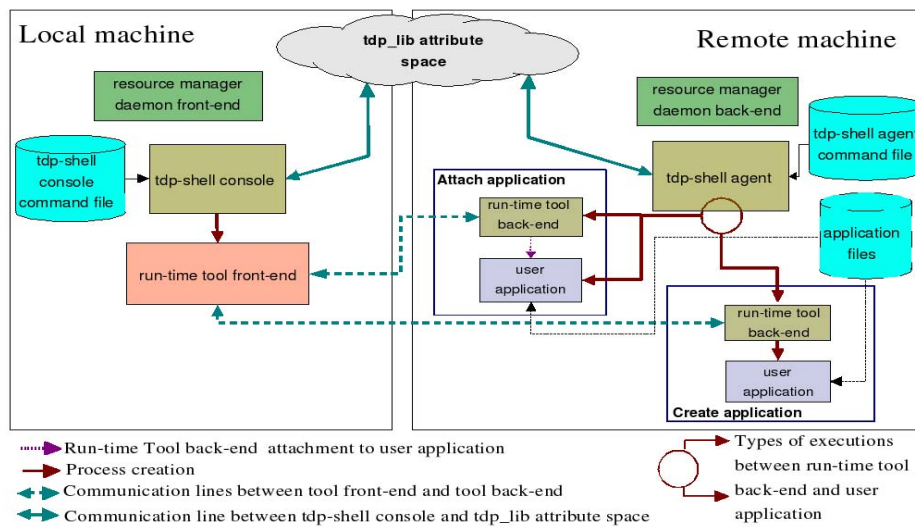 Local machine
tdp_lib attribute
space
Remote machine
resource manager
daemon front-end
resource manager
daemon back-end
tdp-shell
console
command file
tdp-shell console
tdp-shell agent
tdp-shell agent
command file
Attach application
run-time tool
back-end
user
application
application
files
run-time tool front-end
run-time tool
back-end
user
application
Create application
Run-time Tool back-end attachment to user application
Process creation
Communication lines between tool front-end and tool back-end
Communication line between tdp-shell console and tdp_lib attribute space
Types of executions
between run-time tool
back-end and user
application